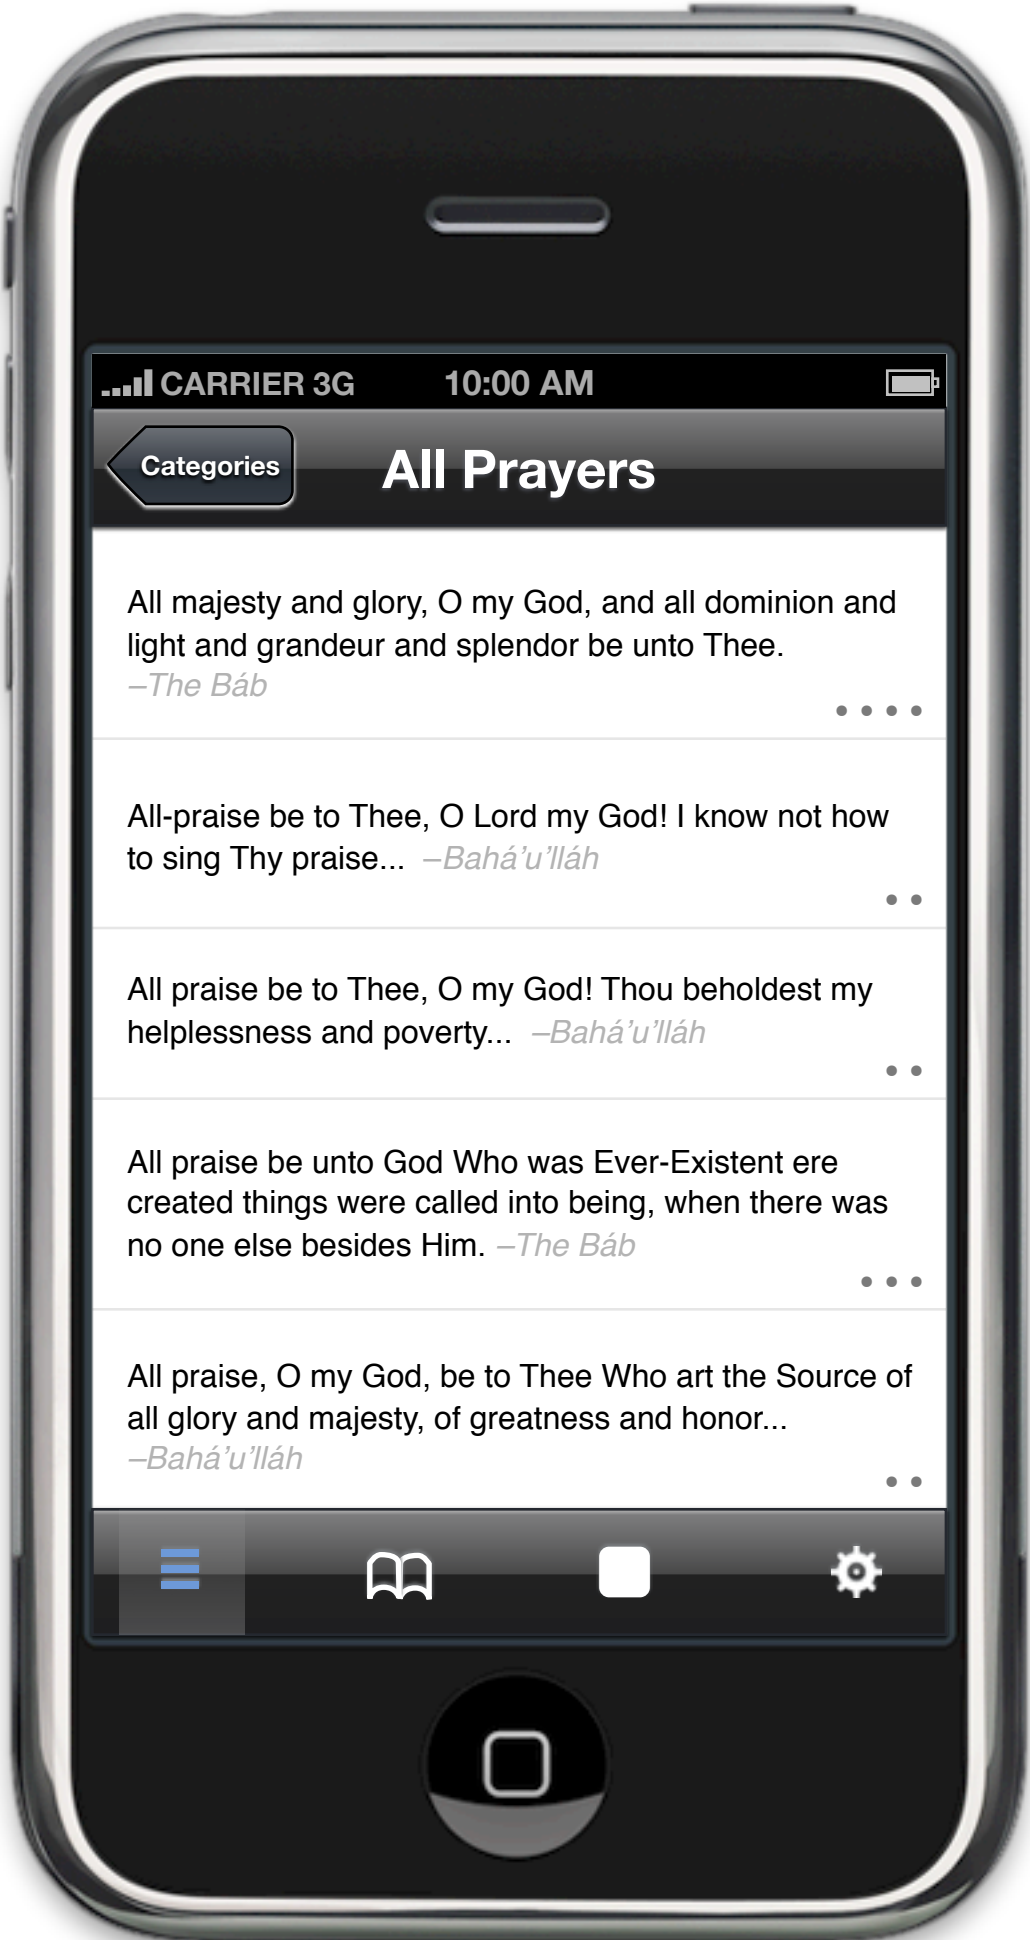 CARRIER 3G 10:00 AM
Categories All Prayers
All majesty and glory, O my God, and all dominion and
light and grandeur and splendor be unto Thee.
–The Báb
All-praise be to Thee, O Lord my God! I know not how
to sing Thy praise... –Bahá’u’lláh
All praise be to Thee, O my God! Thou beholdest my
helplessness and poverty... –Bahá’u’lláh
All praise be unto God Who was Ever-Existent ere
created things were called into being, when there was
no one else besides Him. –The Báb
All praise, O my God, be to Thee Who art the Source of
all glory and majesty, of greatness and honor...
–Bahá’u’lláh